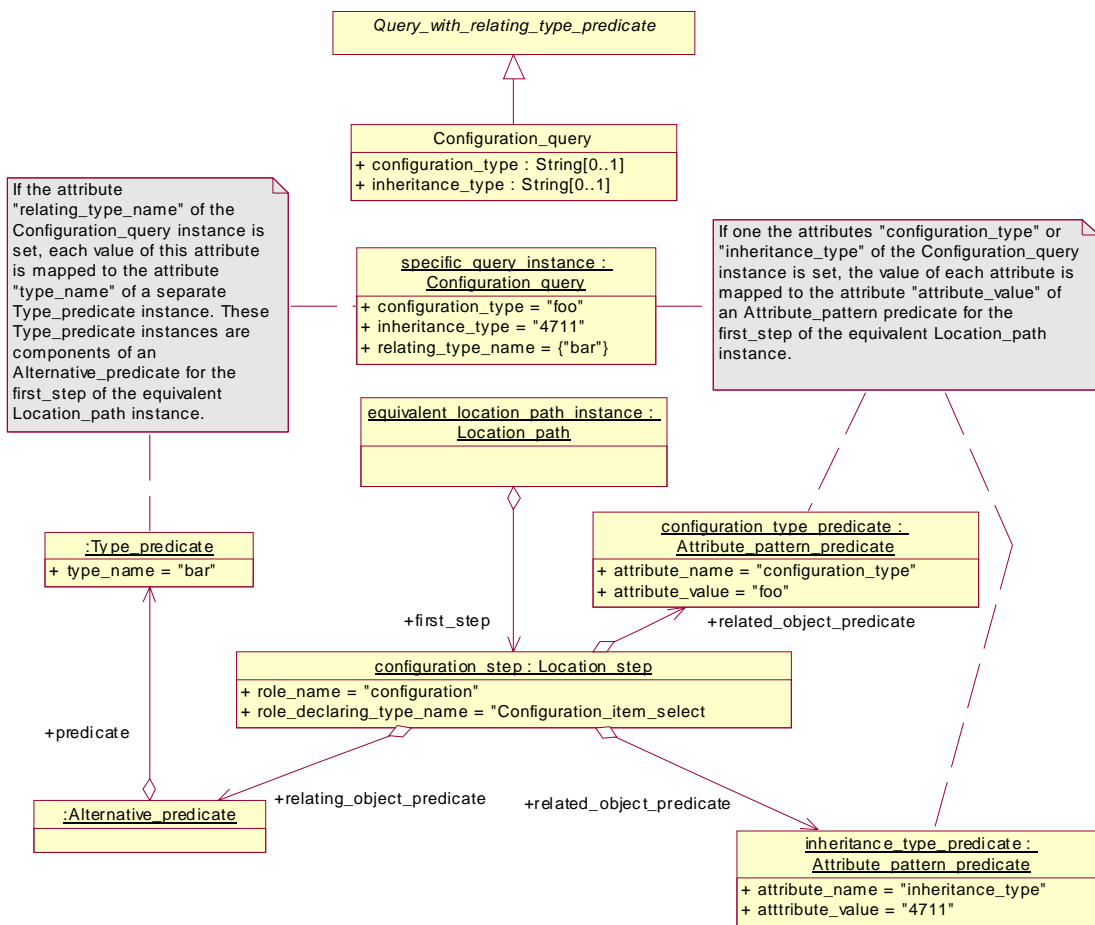 Query_with_relating_type_predicate
Configuration_query
+ configuration_type : String[0..1]
+ inheritance_type : String[0..1]
If the attribute
"relating_type_name" of the
Configuration_query instance is
set, each value of this attribute
is mapped to the attribute
"type_name" of a separate
Type_predicate instance. These
Type_predicate instances are
components of an
Alternative_predicate for the
first_step of the equivalent
Location_path instance.
specific_query_instance :
Configuration_query
+ configuration_type = "foo"
+ inheritance_type = "4711"
+ relating_type_name = {"bar"}
If one the attributes "configuration_type" or
"inheritance_type" of the Configuration_query
instance is set, the value of each attribute is
mapped to the attribute "attribute_value" of
an Attribute_pattern predicate for the
first_step of the equivalent Location_path
instance.
equivalent_location_path_instance :
Location_path
:Type_predicate
+ type_name = "bar"
configuration_type_predicate :
Attribute_pattern_predicate
+ attribute_name = "configuration_type"
+ attribute_value = "foo"
+first_step
+related_object_predicate
configuration_step : Location_step
+ role_name = "configuration"
+ role_declaring_type_name = "Configuration_item_select
+predicate
+relating_object_predicate
+related_object_predicate
:Alternative_predicate
inheritance_type_predicate :
Attribute_pattern_predicate
+ attribute_name = "inheritance_type"
+ atttribute_value = "4711"